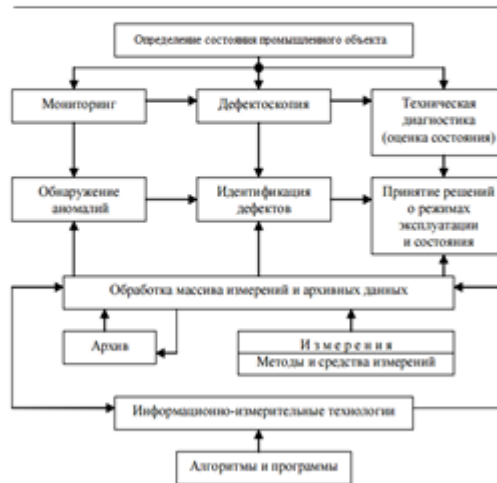 Определение состояния промышленного объекта
Мониторинг
Дефектоскопия
Техническая
диагностика
(оценка состояния)
Обнаружение
аномалий
Идентификация
дефектов
Принятие решений
о режимах
эксплуатации
и состояния
Обработка массива измерений и архивных данных
Архив
Измерения
Методы и средства измерений
Информационно-измерительные технологии
Алгоритмы и программы